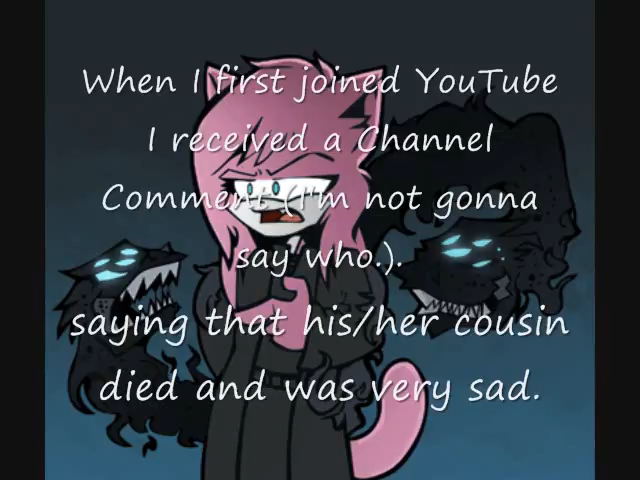 When I first joined YouTube
I received a Channel
Comment (I'm not gonna
say who.).
saying that his/her cousin
died and was very sad.